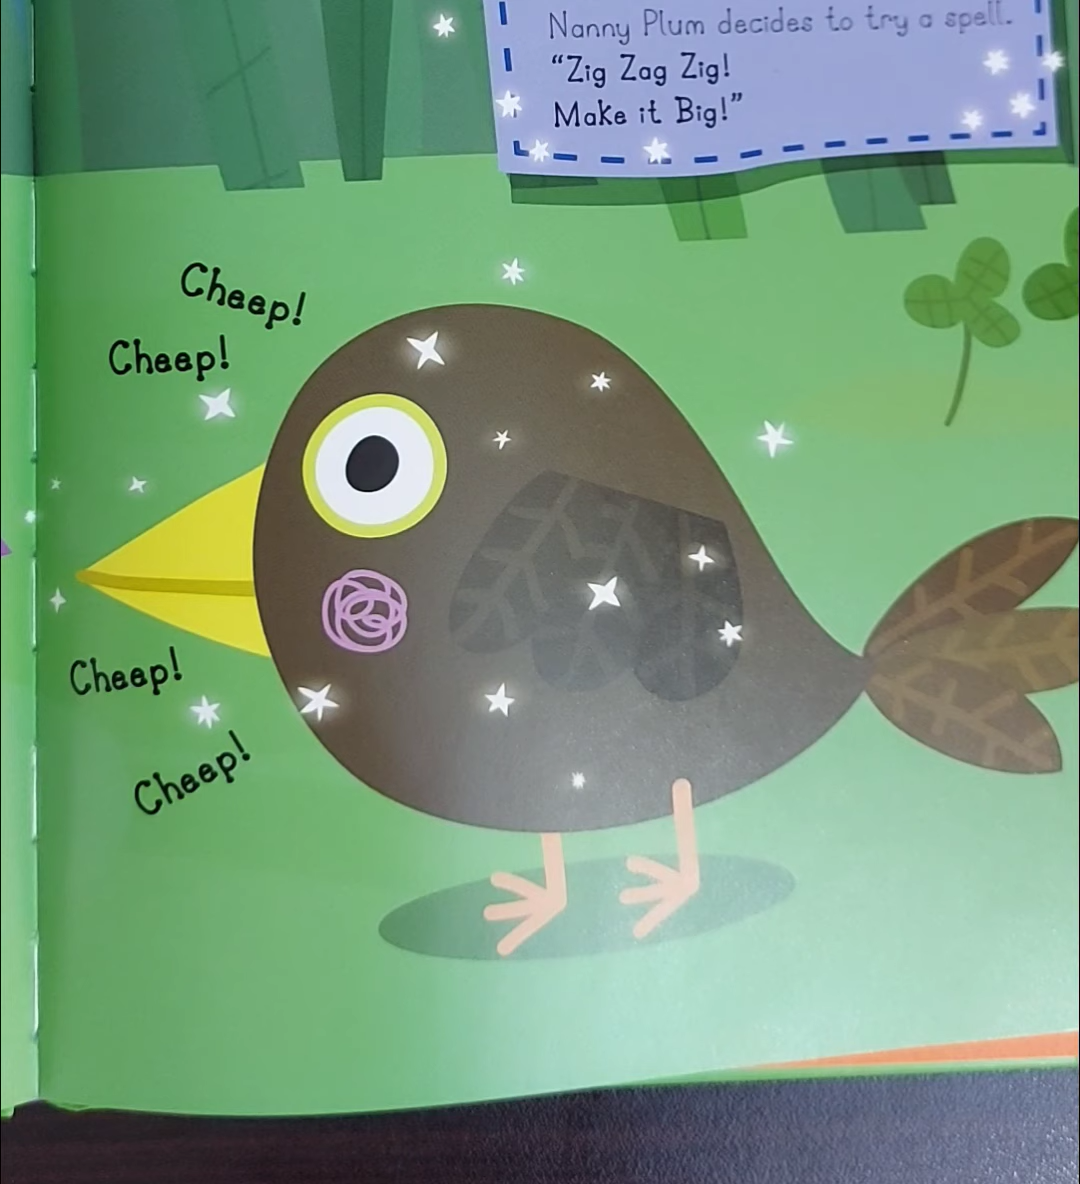 Nanny Plum decides to try a spell.
“Zig Zag Zig!
Make it Big!”
Cheep!
Cheep!
Cheep!
Cheep!